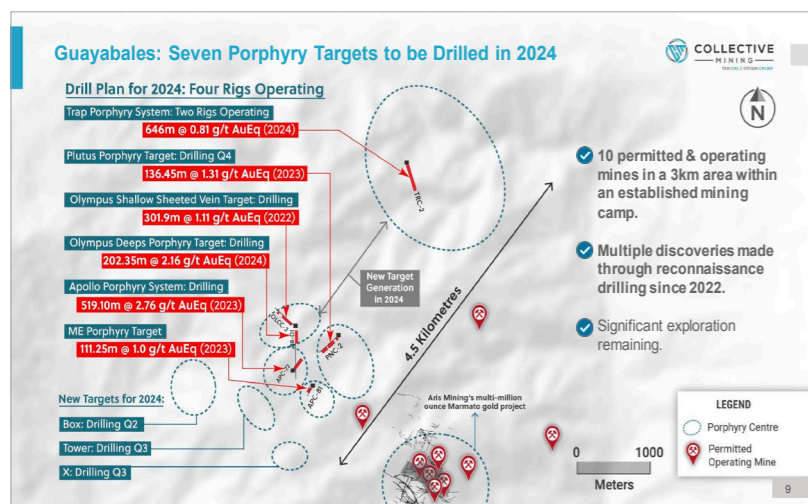 Guayabales: Seven Porphyry Targets to be Drilled in 2024
COLLECTIVE
MINING
Drill Plan for 2024: Four Rigs Operating
Trap Porphyry System: Two Rigs Operating
646m @ 0.81 g/t AuEq (2024)
Plutus Porphyry Target: Drilling Q4
136.45m @ 1.31 g/t AuEq (2023)
Olympus Shallow Sheeted Vein Target: Drilling
301.9m @ 1.11 g/t AuEq (2022)
Olympus Deeps Porphyry Target: Drilling
202.35m @ 2.16 g/t AuEq (2024)
Apollo Porphyry System: Drilling
519.10m @ 2.76 g/t AuEq (2023)
ME Porphyry Target
111.25m @ 1.0 g/t AuEq (2023)
New Targets for 2024:
Box: Drilling Q2
Tower: Drilling Q3
X: Drilling Q3
TRC-2
New Target
Generation
in 2024
PNC-2
APC-81
4.5 Kilometres
Aris Mining's multi-million
ounce Marmato gold project
N
10 permitted & operating
mines in a 3km area within
an established mining
camp.
Multiple discoveries made
through reconnaissance
drilling since 2022.
Significant exploration
remaining.
LEGEND
Porphyry Centre
Permitted
Operating Mine
0 1000
Meters
9